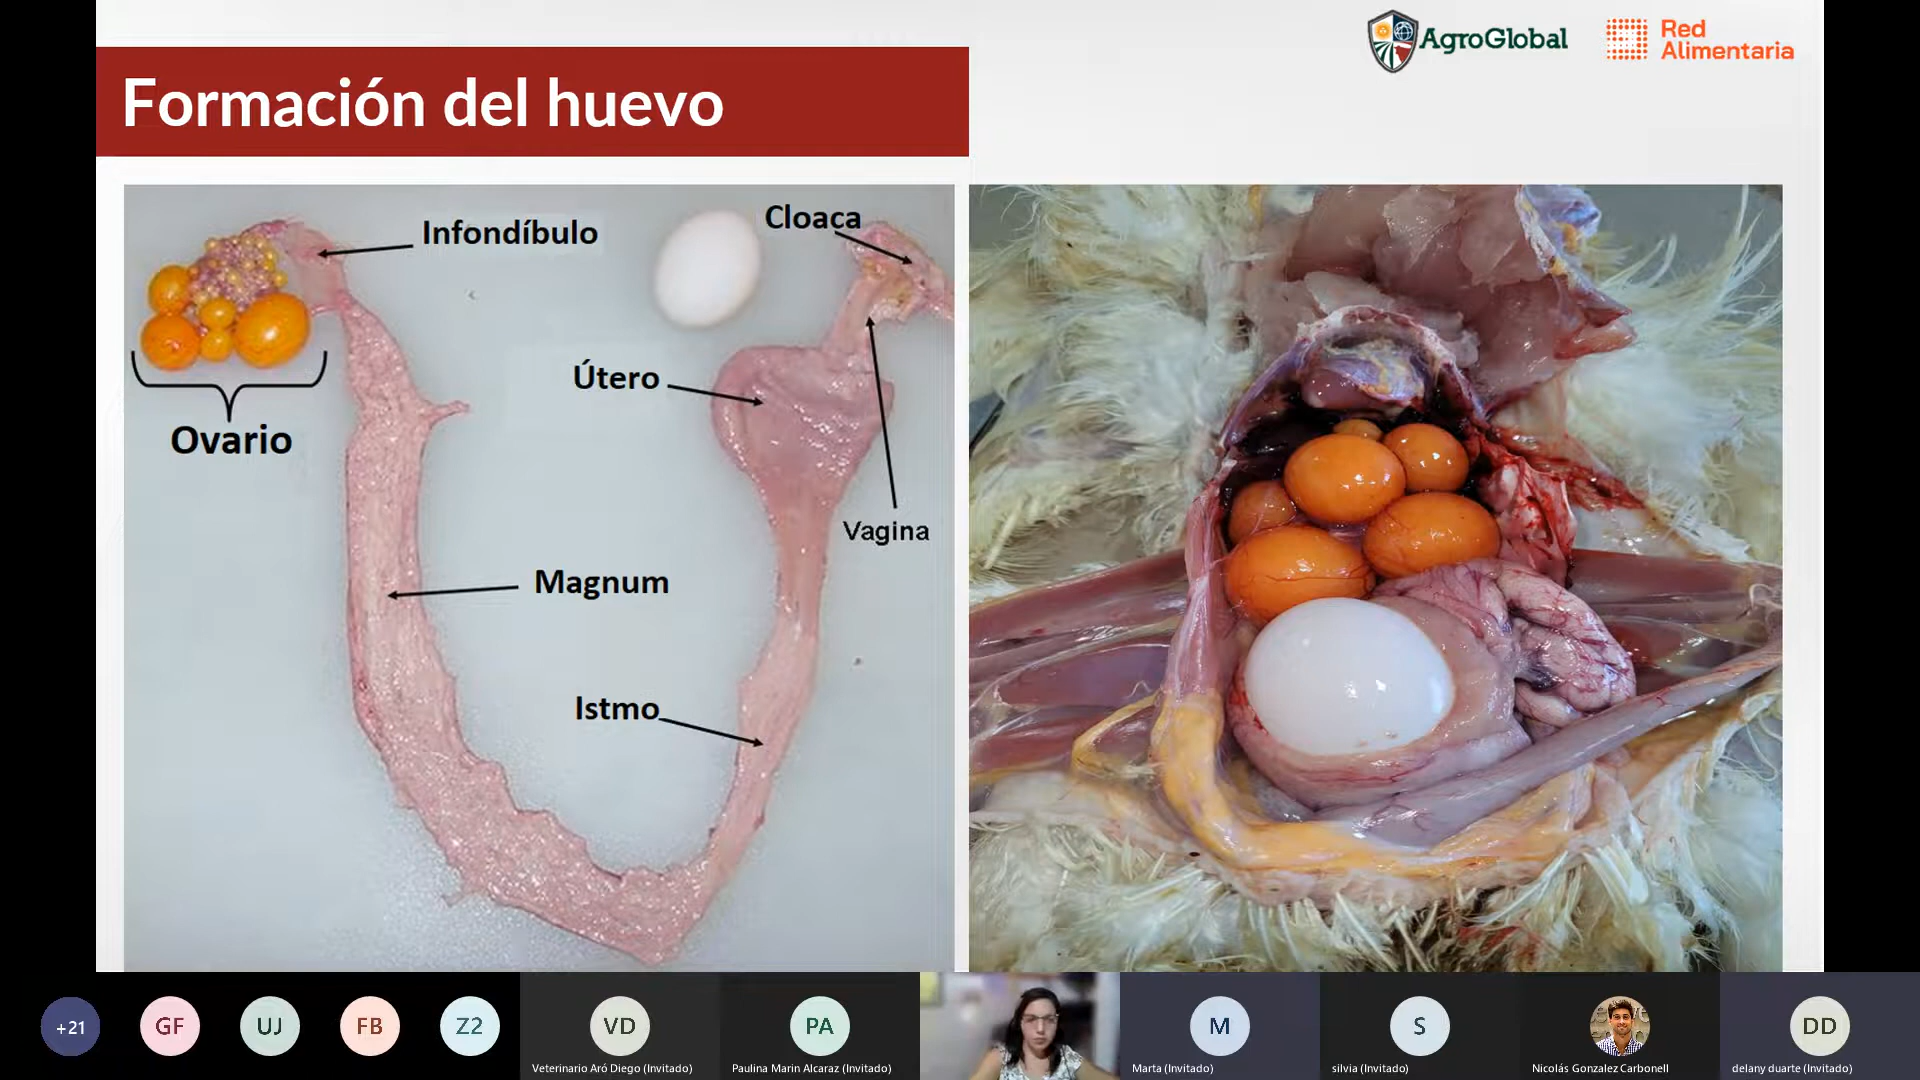 AgroGlobal
Red
Alimentaria
Formación del huevo
Infondíbulo
Cloaca
Útero
Ovario
Vagina
Magnum
Istmo
+21
GF
UJ
FB
Z2
VD
PA
M
S
DD
Veterinario Aró Diego (Invitado)
Paulina Marin Alcaraz (Invitado)
Marta (Invitado)
silvia (Invitado)
Nicolás Gonzalez Carbonell
delany duarte (Invitado)